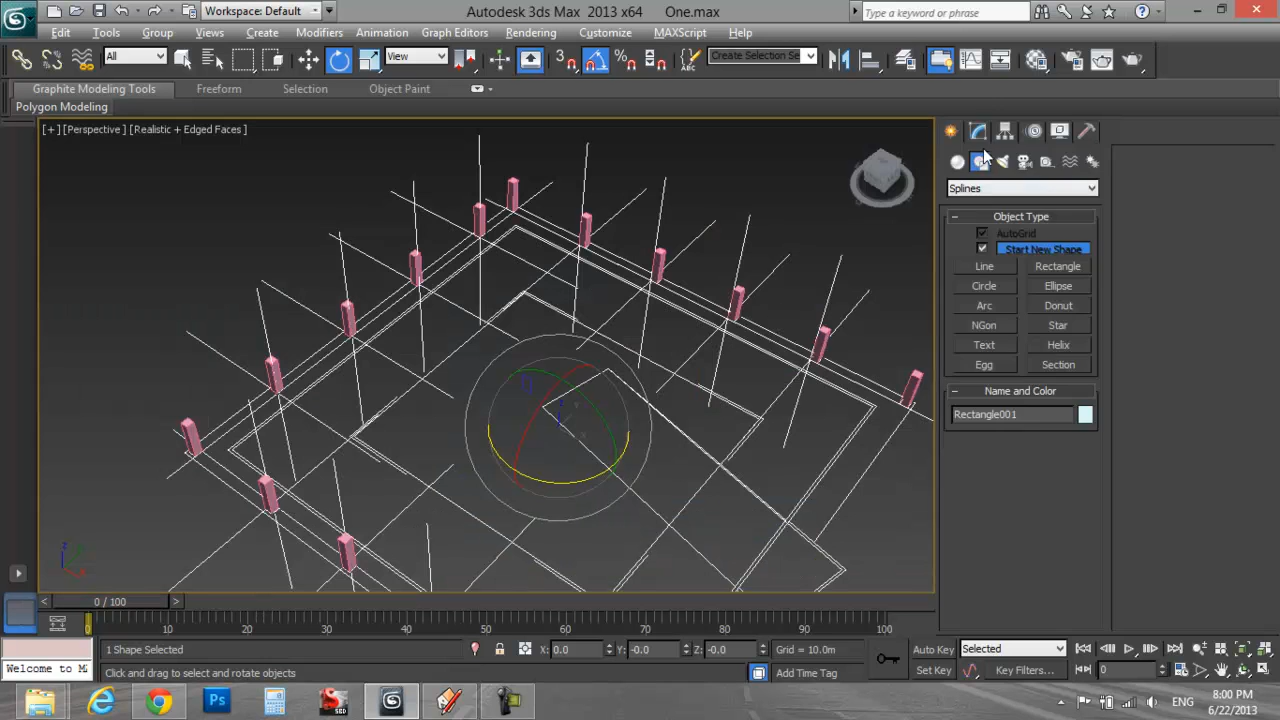 Workspace: Default
Autodesk 3ds Max 2013 x64
One.max
Type a keyword or phrase
Edit
Tools
Group
Views
Create
Modifiers
Animation
Graph Editors
Rendering
Customize
MAXScript
Help
All
View
3
Create Selection Se
Graphite Modeling Tools
Freeform
Selection
Object Paint
Polygon Modeling
[+] [Perspective] [Realistic + Edged Faces]
Splines
Object Type
AutoGrid
Start New Shape
Line
Rectangle
Circle
Ellipse
Arc
Donut
NGon
Star
Text
Helix
Egg
Section
Name and Color
Rectangle001
0 / 100
0 10 20 30 40 50 60 70 80 90 100
1 Shape Selected
X: 0.0
Y: -0.0
Z: -0.0
Grid = 10.0m
Auto Key
Selected
Welcome to M
Click and drag to select and rotate objects
Add Time Tag
Set Key
Key Filters...
0
Ps
ENG
8:00 PM
6/22/2013